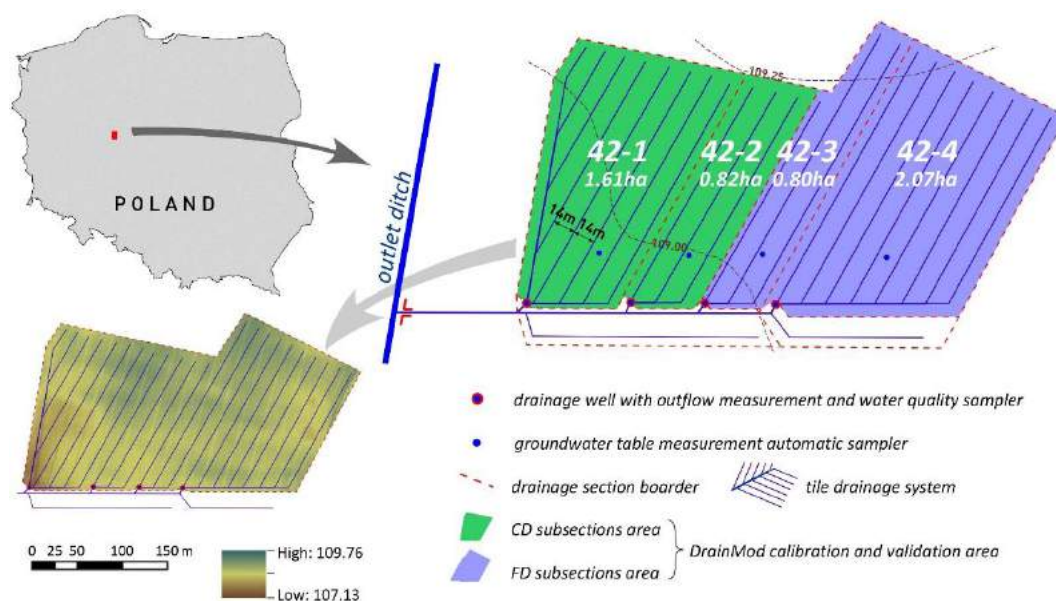 POLAND
outlet ditch
109.25
42-1
1.61ha
42-2
0.82ha
42-3
0.80ha
42-4
2.07ha
14m 14m
109.00
drainage well with outflow measurement and water quality sampler
groundwater table measurement automatic sampler
drainage section boarder
tile drainage system
CD subsections area
FD subsections area
DrainMod calibration and validation area
0 25 50 100 150 m
High: 109.76
Low: 107.13